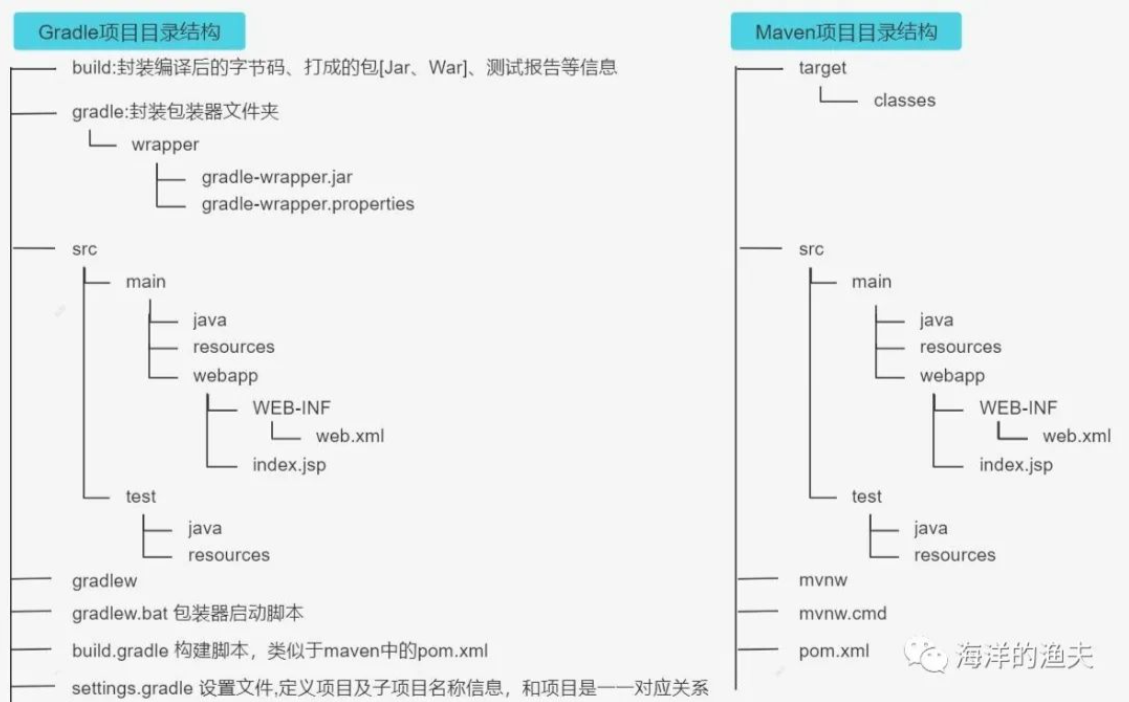 Gradle项目目录结构
build:封装编译后的字节码、打成的包[Jar、War]、测试报告等信息
gradle:封装包装器文件夹
wrapper
gradle-wrapper.jar
gradle-wrapper.properties
src
main
java
resources
webapp
WEB-INF
web.xml
index.jsp
test
java
resources
gradlew
gradlew.bat 包装器启动脚本
build.gradle 构建脚本，类似于maven中的pom.xml
settings.gradle 设置文件,定义项目及子项目名称信息，和项目是一一对应关系
Maven项目目录结构
target
classes
src
main
java
resources
webapp
WEB-INF
web.xml
index.jsp
test
java
resources
mvnw
mvnw.cmd
pom.xml
海洋的渔夫